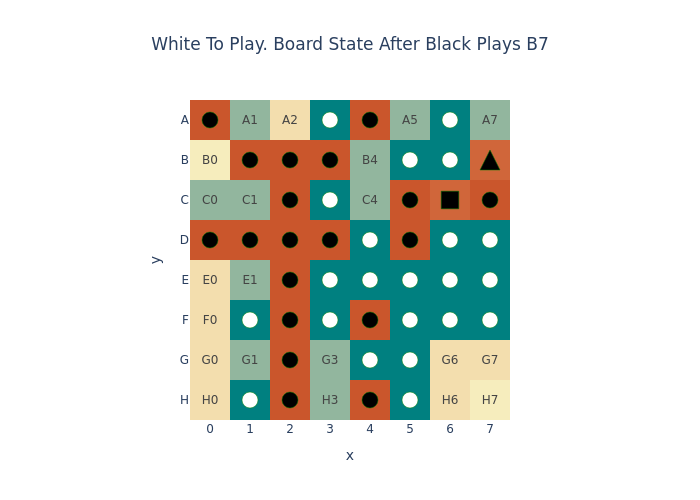 White To Play. Board State After Black Plays B7
A A1 A2 A5 A7
B B0 B4
C C0 C1 C4
D
E E0 E1
F F0
G G0 G1 G3 G6 G7
H H0 H3 H6 H7
0 1 2 3 4 5 6 7
x
y